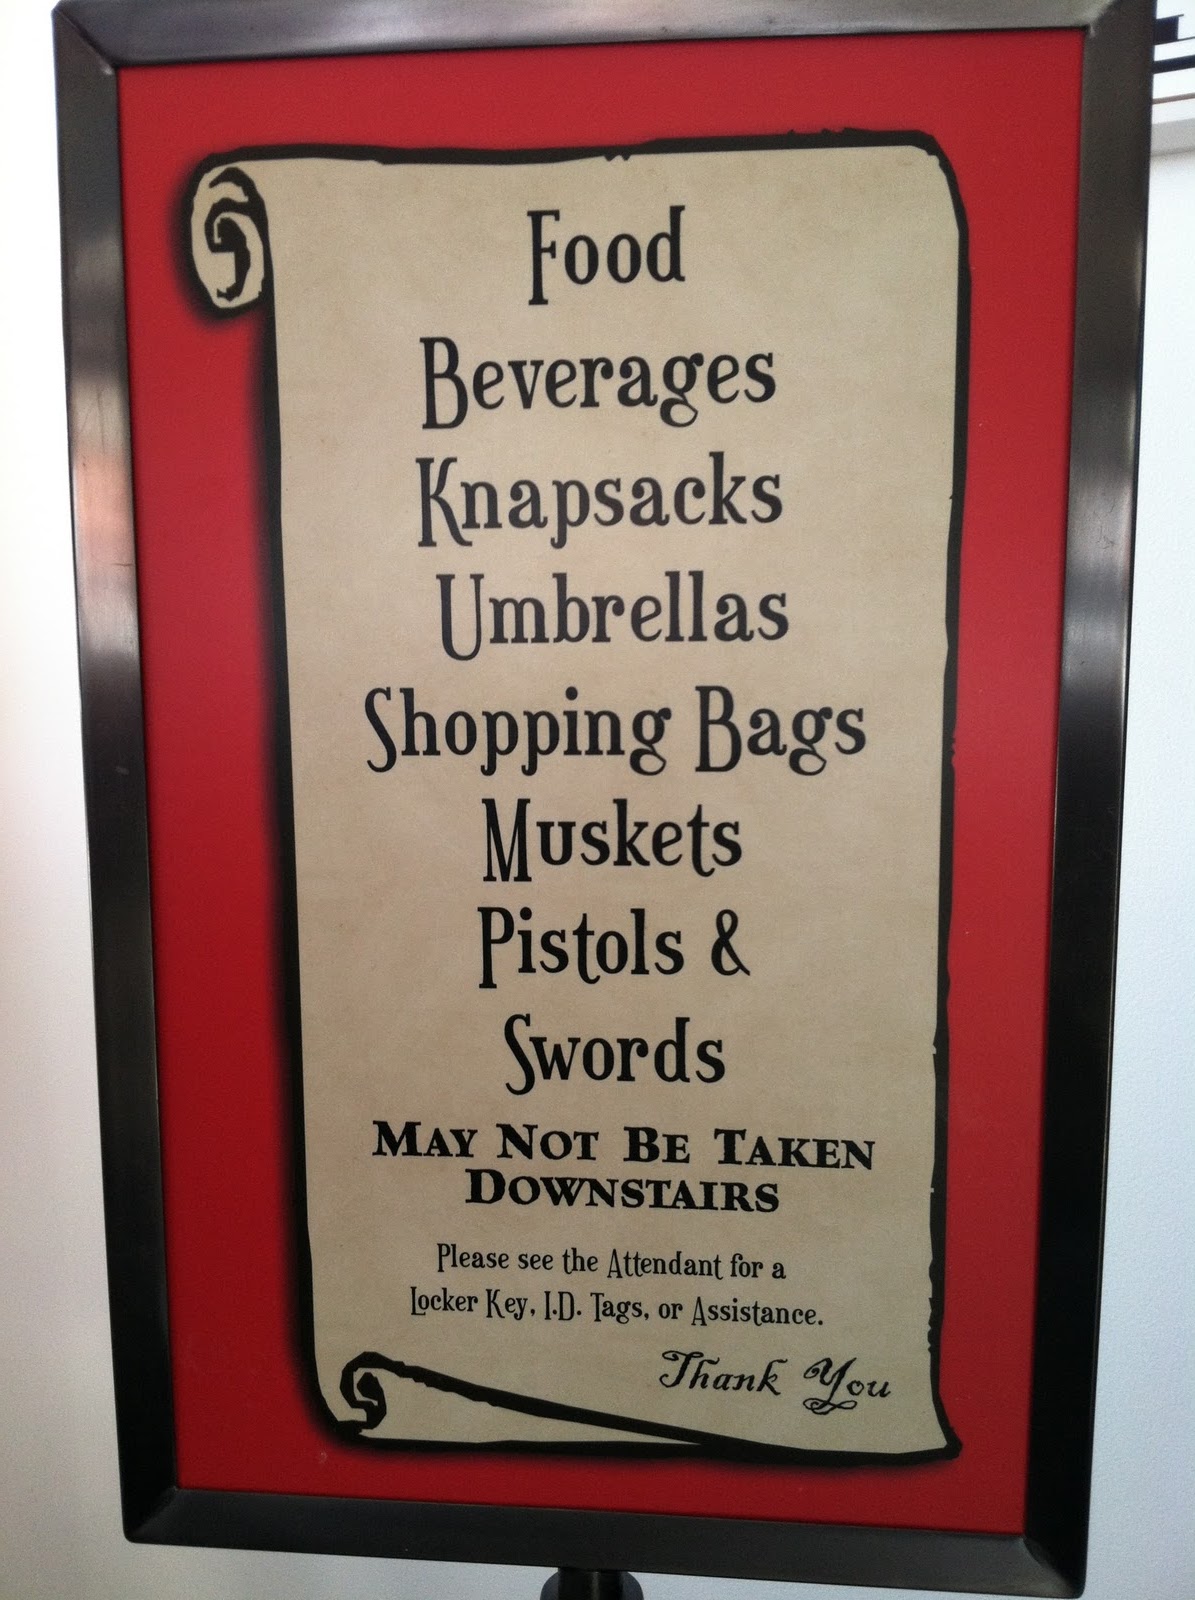 Food
Beverages
Knapsacks
Umbrellas
Shopping Bags
Muskets
Pistols &
Swords
MAY NOT BE TAKEN
DOWNSTAIRS
Please see the Attendant for a
Locker Key, I.D. Tags, or Assistance.
Thank You